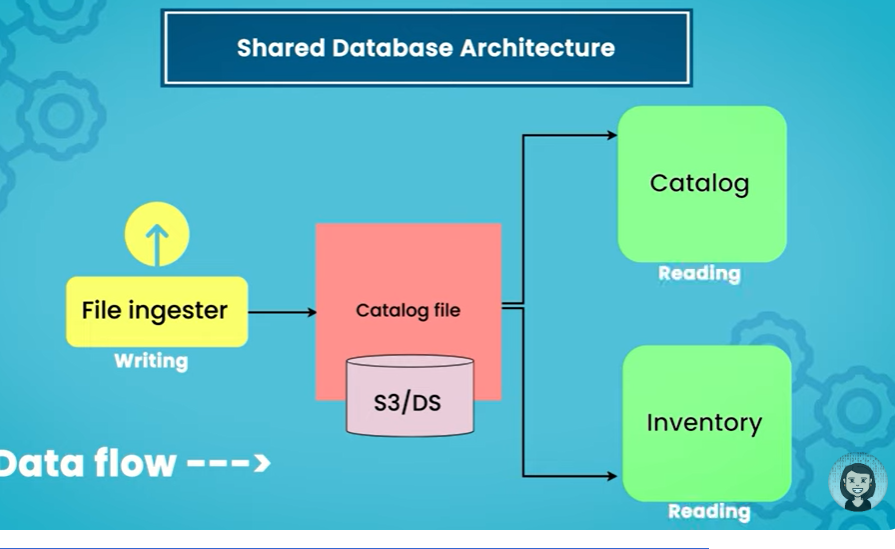 Shared Database Architecture
Catalog
Reading
File ingester
Writing
Catalog file
S3/DS
Inventory
Reading
Data flow --->